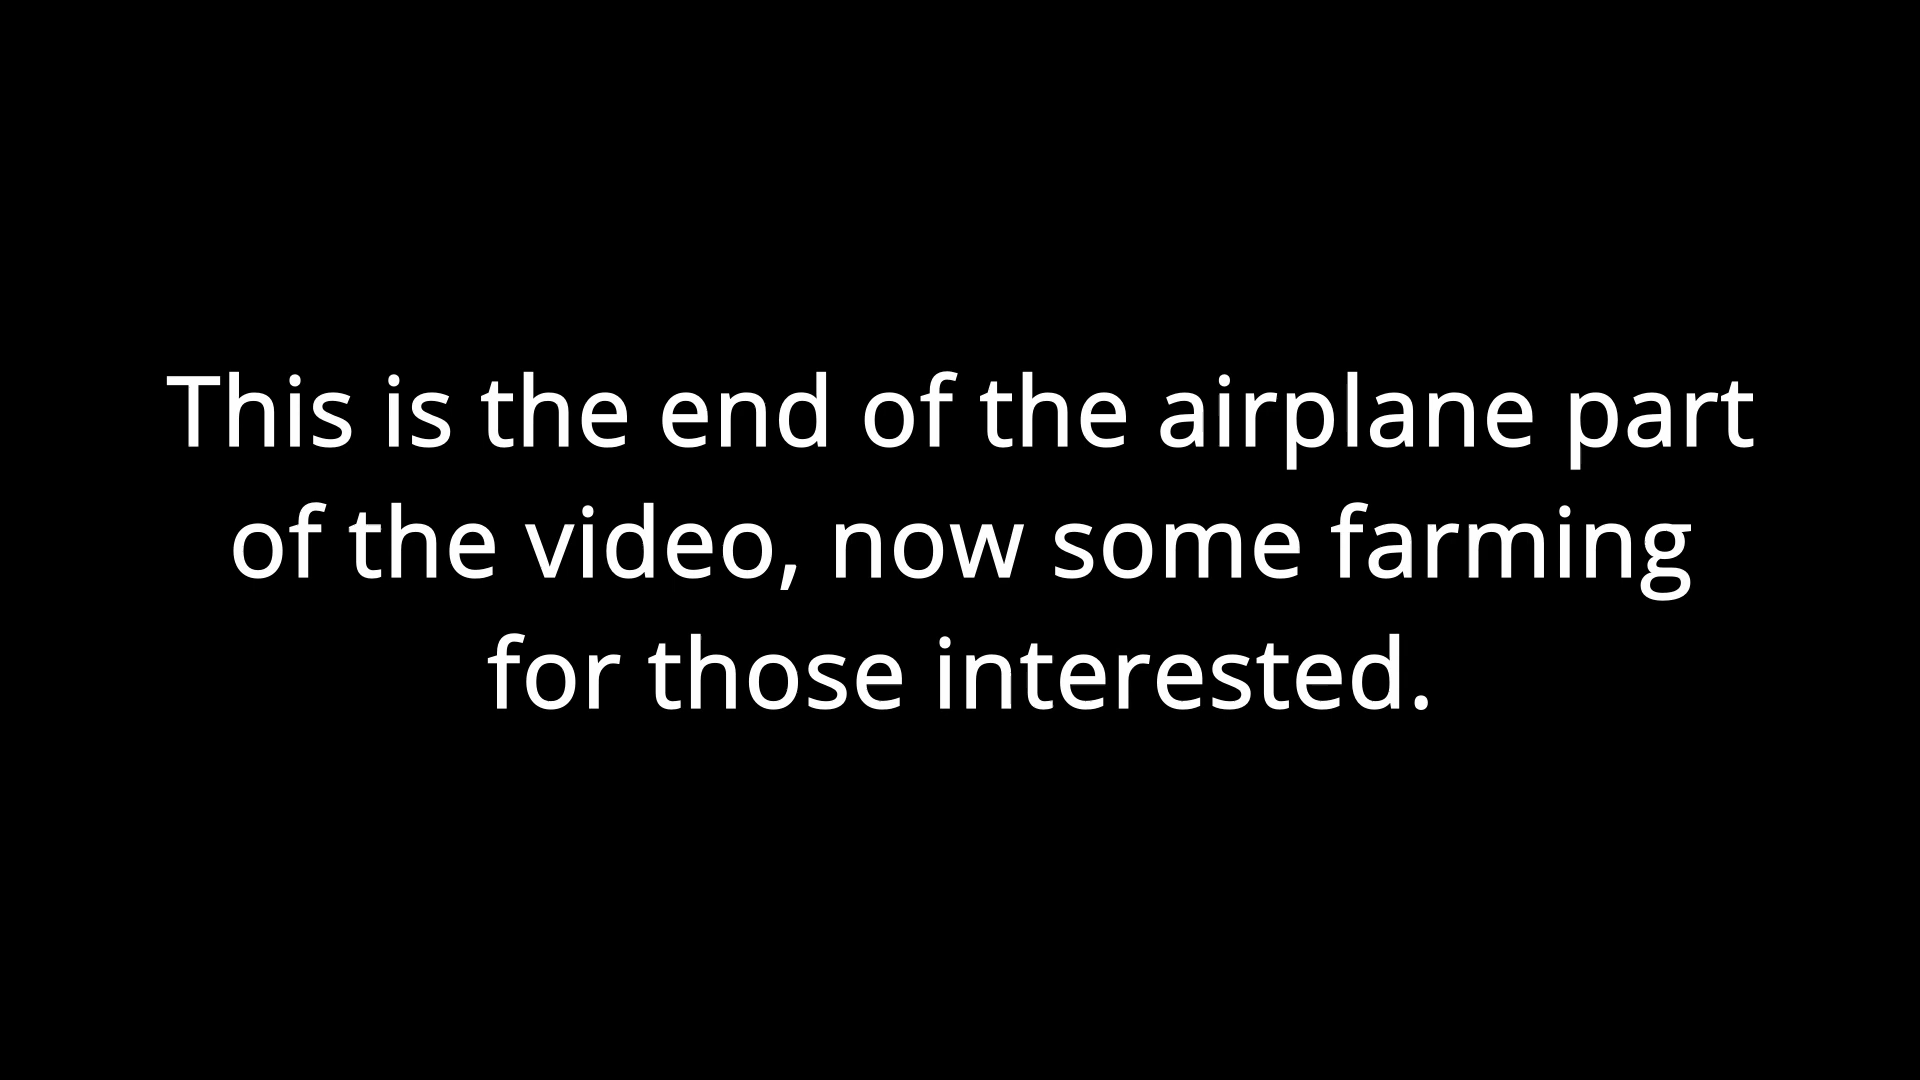 This is the end of the airplane part
of the video, now some farming
for those interested.